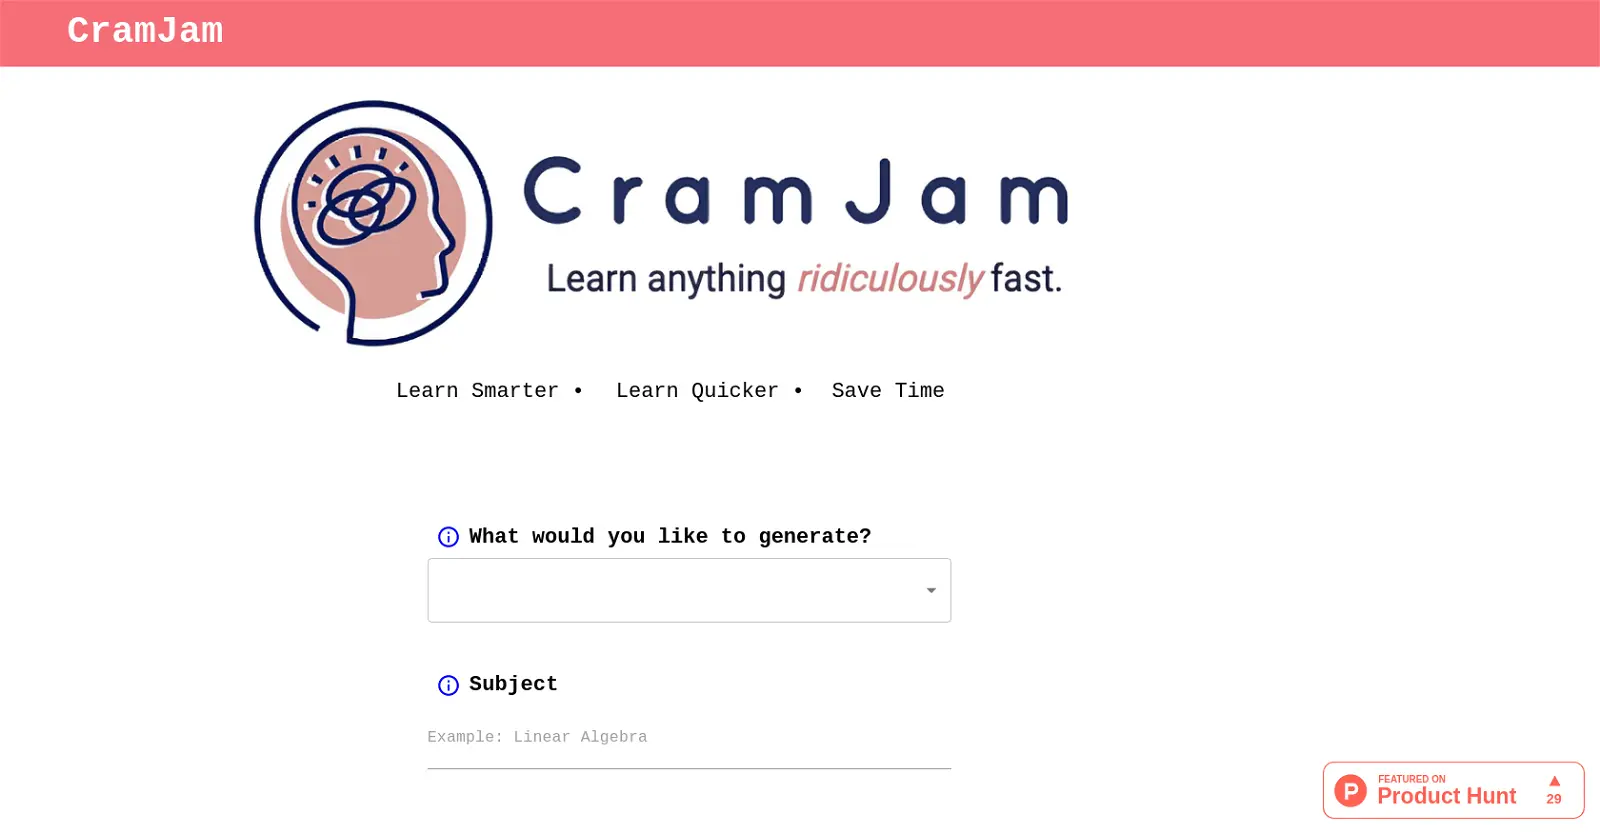 CramJam
CramJam
Learn anything ridiculously fast.
Learn Smarter • Learn Quicker • Save Time
What would you like to generate?
Subject
Example: Linear Algebra
FEATURED ON
P Product Hunt ▲ 29